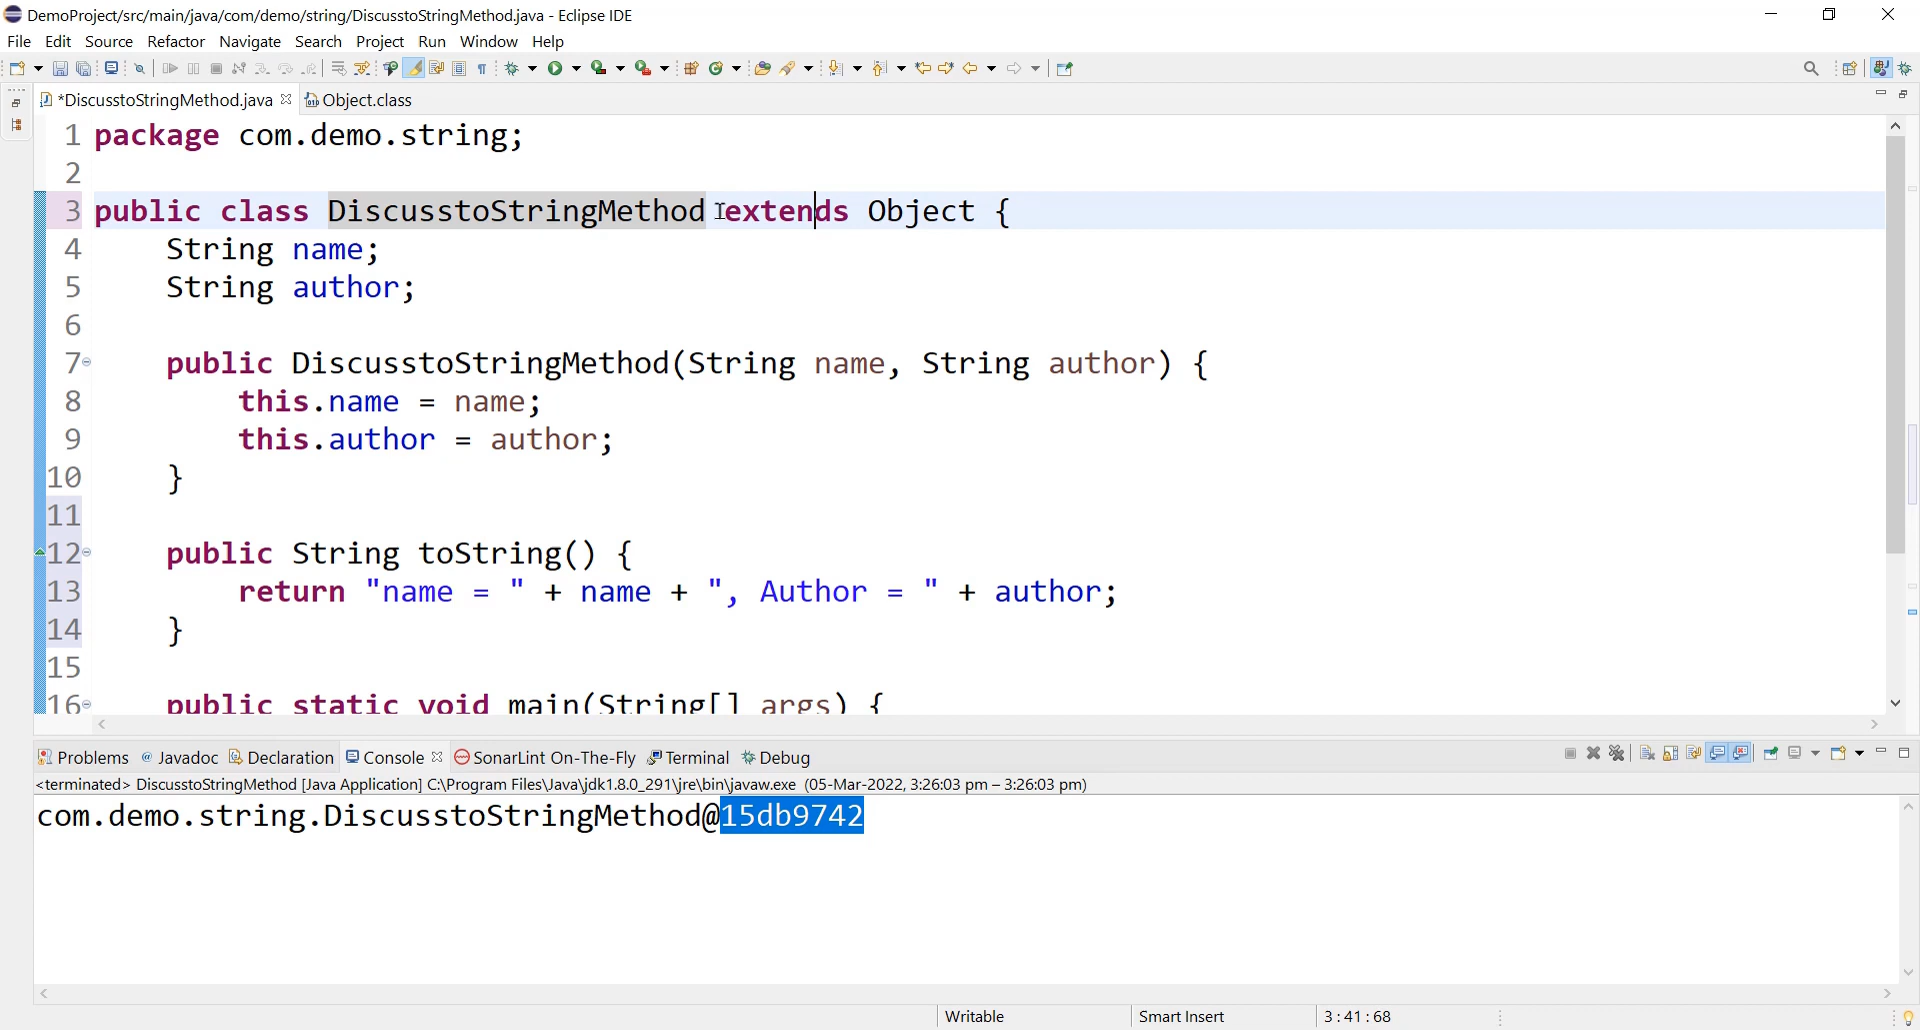 DemoProject/src/main/java/com/demo/string/DiscusstoStringMethod.java - Eclipse IDE
File Edit Source Refactor Navigate Search Project Run Window Help
*DiscusstoStringMethod.java Object.class
1 package com.demo.string;
2
3 public class DiscusstoStringMethod extends Object {
4 String name;
5 String author;
6
7 public DiscusstoStringMethod(String name, String author) {
8 this.name = name;
9 this.author = author;
10 }
11
12 public String toString() {
13 return "name = " + name + ", Author = " + author;
14 }
15
16 public static void main(String[] args) {
Problems Javadoc Declaration Console SonarLint On-The-Fly Terminal Debug
<terminated> DiscusstoStringMethod [Java Application] C:\Program Files\Java\jdk1.8.0_291\jre\bin\javaw.exe (05-Mar-2022, 3:26:03 pm – 3:26:03 pm)
com.demo.string.DiscusstoStringMethod@15db9742
Writable Smart Insert 3 : 41 : 68